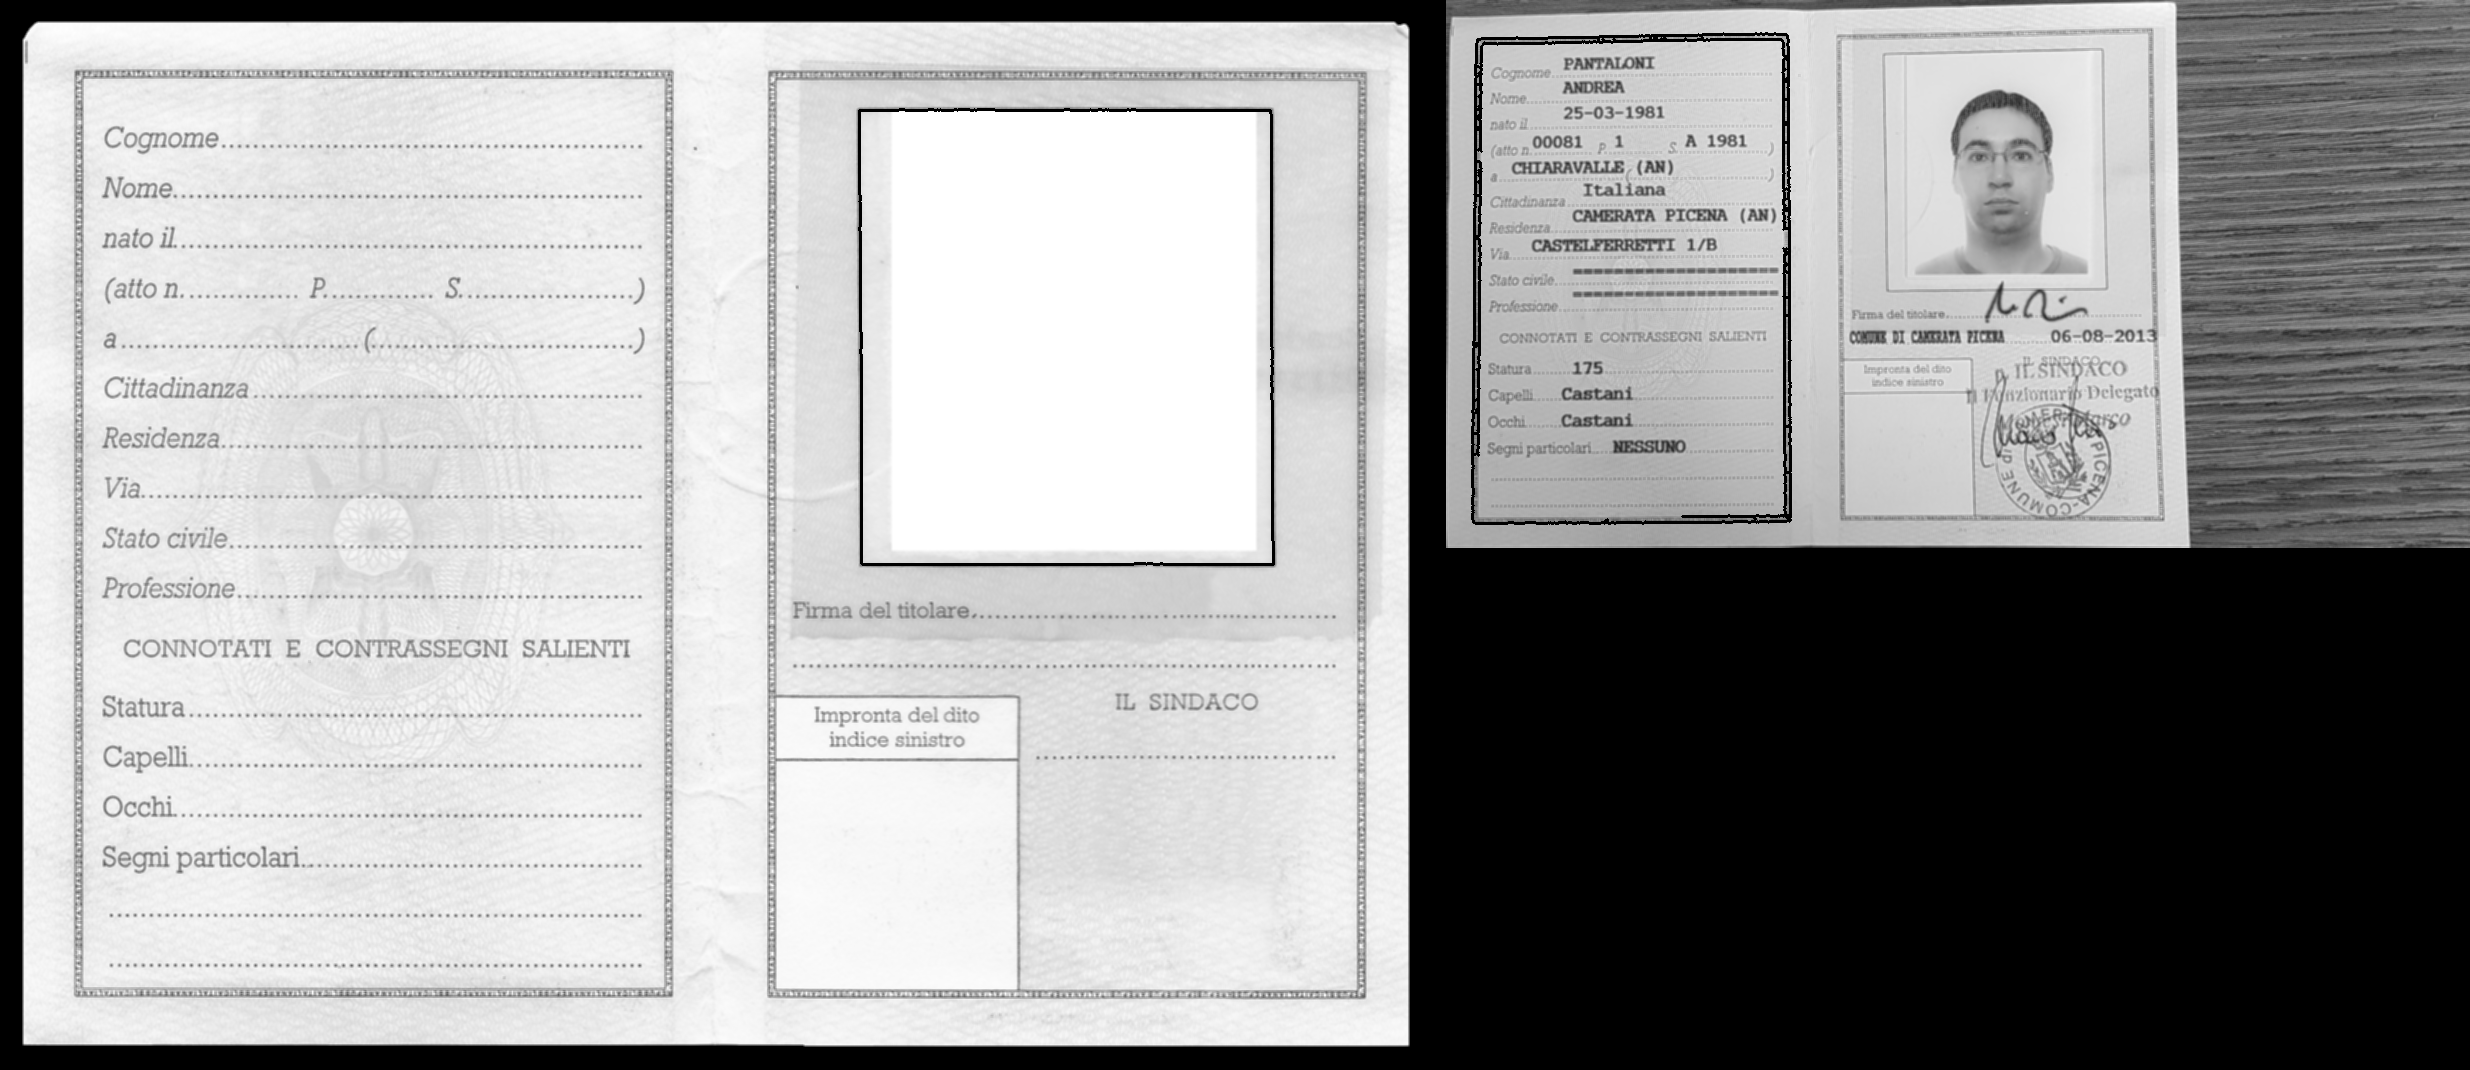 Cognome
Nome
nato il
(atto n. P. S. )
a ( )
Cittadinanza
Residenza
Via
Stato civile
Professione
CONNOTATI E CONTRASSEGNI SALIENTI
Statura
Capelli
Occhi
Segni particolari
Firma del titolare
IL SINDACO
Impronta del dito
indice sinistro
Cognome PANTALONI
Nome ANDREA
nato il 25-03-1981
(atto n. 00081 P. 1 S. A 1981 )
a CHIARAVALLE (AN) )
Cittadinanza Italiana
Residenza CAMERATA PICENA (AN)
Via CASTELFERRETTI 1/B
Stato civile ========================
Professione ========================
CONNOTATI E CONTRASSEGNI SALIENTI
Statura 175
Capelli Castani
Occhi Castani
Segni particolari NESSUNO
Firma del titolare
COMUNE DI CAMERATA PICENA 06-08-2013
Impronta del dito
indice sinistro
IL SINDACO
IL SINDACO
Il Funzionario Delegato
COMUNE DI CAMERATA PICENA